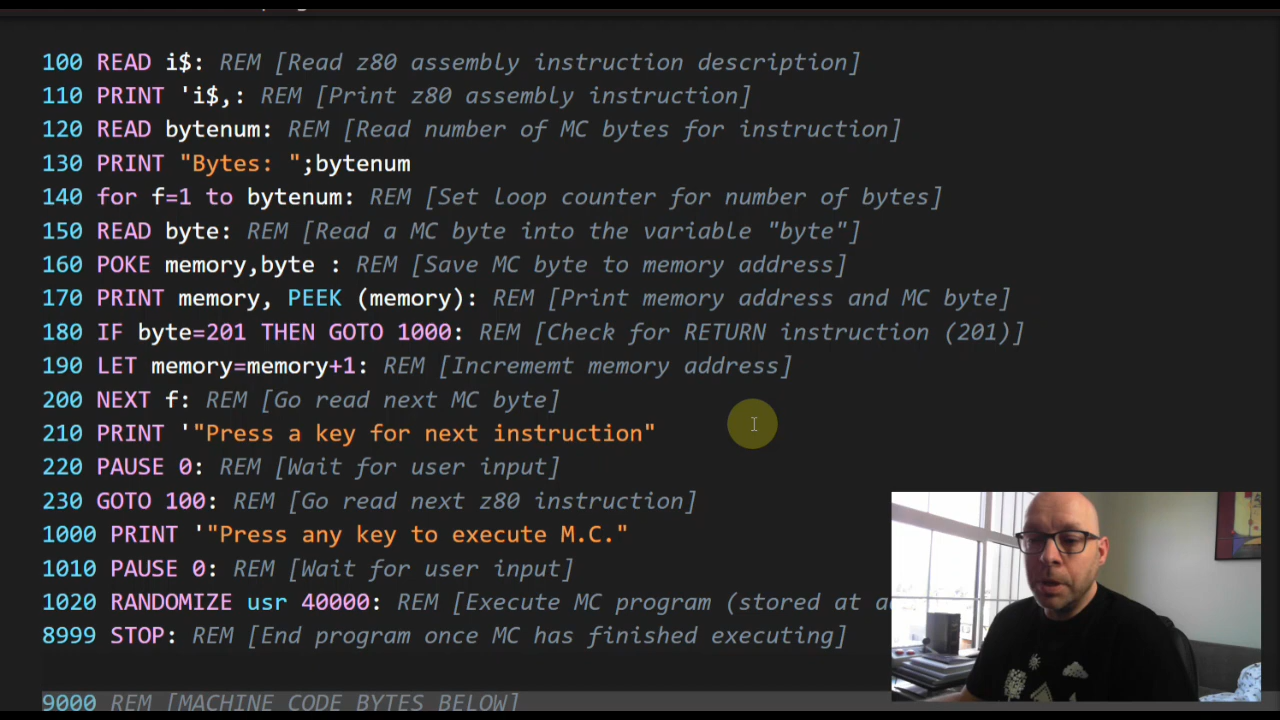 100 READ i$: REM [Read z80 assembly instruction description]
110 PRINT 'i$,: REM [Print z80 assembly instruction]
120 READ bytenum: REM [Read number of MC bytes for instruction]
130 PRINT "Bytes: ";bytenum
140 for f=1 to bytenum: REM [Set loop counter for number of bytes]
150 READ byte: REM [Read a MC byte into the variable "byte"]
160 POKE memory,byte : REM [Save MC byte to memory address]
170 PRINT memory, PEEK (memory): REM [Print memory address and MC byte]
180 IF byte=201 THEN GOTO 1000: REM [Check for RETURN instruction (201)]
190 LET memory=memory+1: REM [Incrememt memory address]
200 NEXT f: REM [Go read next MC byte]
210 PRINT '"Press a key for next instruction"
220 PAUSE 0: REM [Wait for user input]
230 GOTO 100: REM [Go read next z80 instruction]
1000 PRINT '"Press any key to execute M.C."
1010 PAUSE 0: REM [Wait for user input]
1020 RANDOMIZE usr 40000: REM [Execute MC program (stored at
8999 STOP: REM [End program once MC has finished executing]
9000 REM [MACHINE CODE BYTES BELOW]